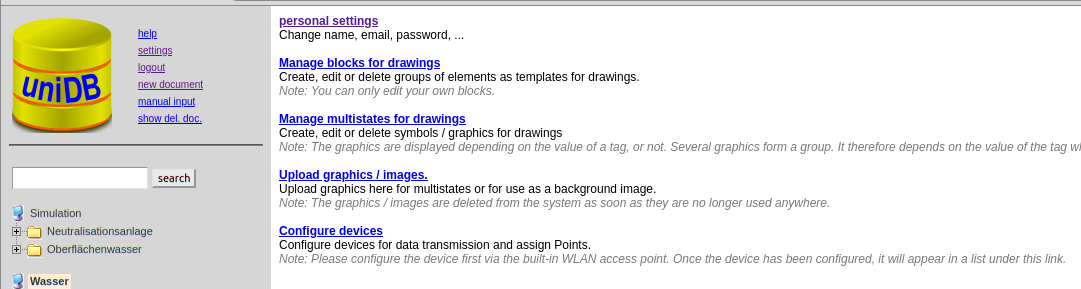 uniDB
help
settings
logout
new document
manual input
show del. doc.
search
Simulation
Neutralisationsanlage
Oberflächenwasser
Wasser
personal settings
Change name, email, password, ...
Manage blocks for drawings
Create, edit or delete groups of elements as templates for drawings.
Note: You can only edit your own blocks.
Manage multistates for drawings
Create, edit or delete symbols / graphics for drawings
Note: The graphics are displayed depending on the value of a tag, or not. Several graphics form a group. It therefore depends on the value of the tag
Upload graphics / images.
Upload graphics here for multistates or for use as a background image.
Note: The graphics / images are deleted from the system as soon as they are no longer used anywhere.
Configure devices
Configure devices for data transmission and assign Points.
Note: Please configure the device first via the built-in WLAN access point. Once the device has been configured, it will appear in a list under this link.